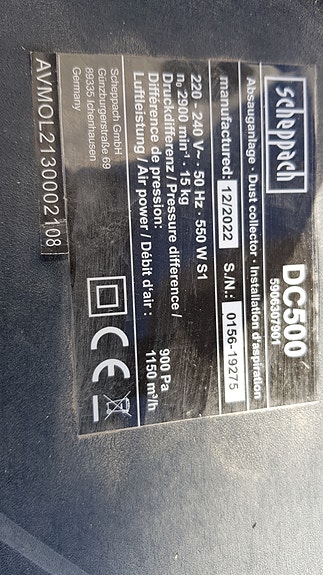 scheppach
DC500
5906307901
Absauganlage · Dust collector · Installation d'aspiration
manufactured: 12/2022 S./N.: 0156-19275
220 - 240 V~ · 50 Hz · 550 W S1
n₀ 2900 min⁻¹ · 15 kg
Druckdifferenz / Pressure difference /
Différence de pression: 900 Pa
Luftleistung / Air power / Débit d'air : 1150 m³/h
Scheppach GmbH
Günzburgerstraße 69
89335 Ichenhausen
Germany
CE
AVMOL2130002108